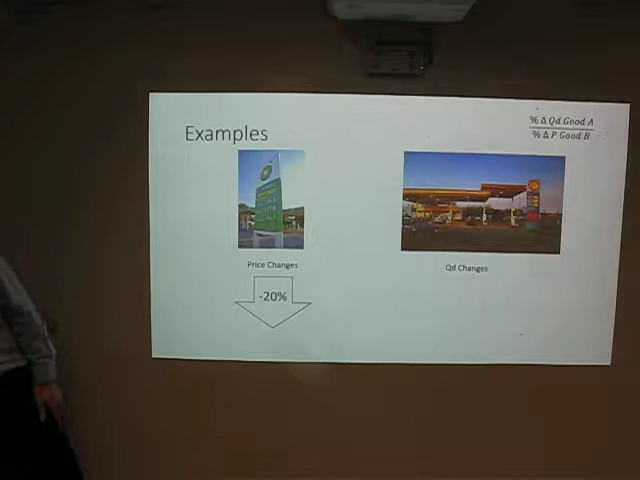 Examples
% Δ Qd Good A
% Δ P Good B
Price Changes
Qd Changes
-20%